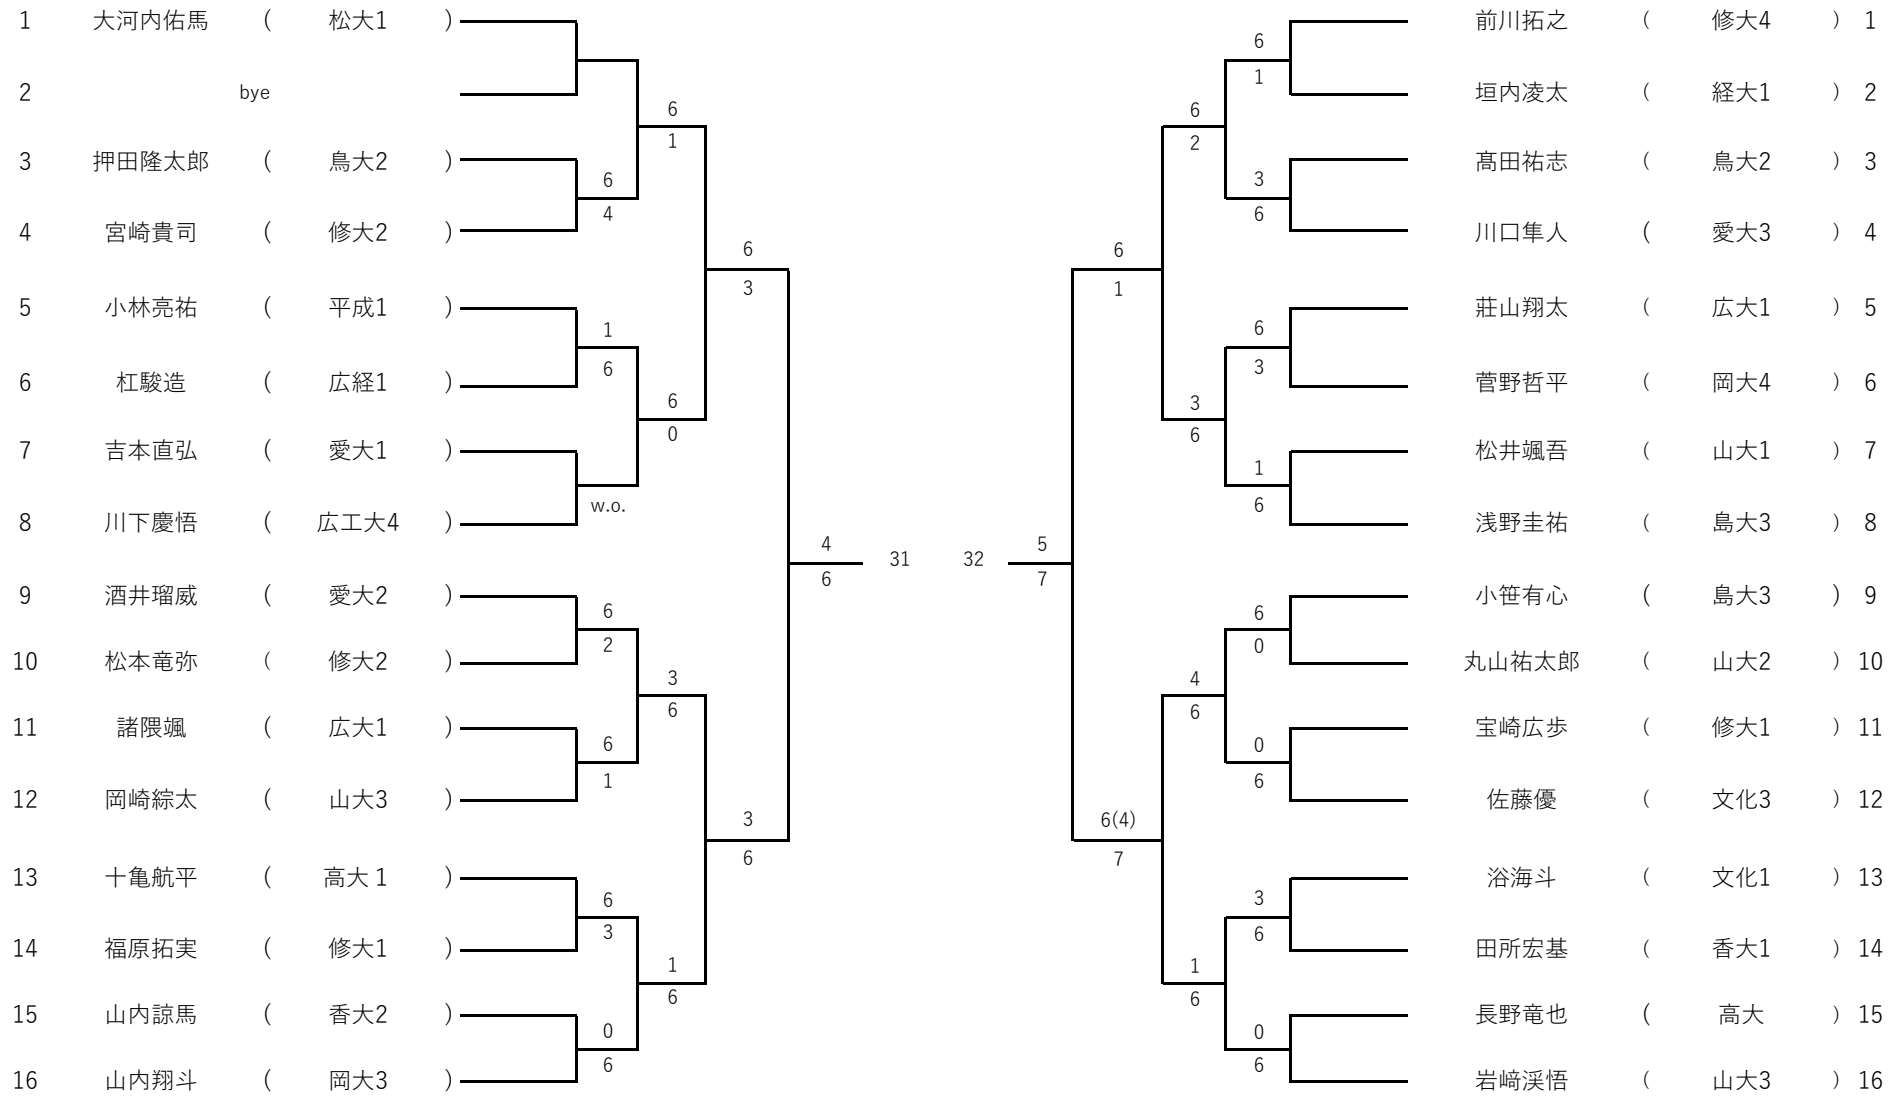 1 大河内佑馬 ( 松大1 )
2 bye
3 押田隆太郎 ( 鳥大2 )
4 宮崎貴司 ( 修大2 )
5 小林亮祐 ( 平成1 )
6 杠駿造 ( 広経1 )
7 吉本直弘 ( 愛大1 )
8 川下慶悟 ( 広工大4 )
9 酒井瑠威 ( 愛大2 )
10 松本竜弥 ( 修大2 )
11 諸隈颯 ( 広大1 )
12 岡崎綜太 ( 山大3 )
13 十亀航平 ( 高大 1 )
14 福原拓実 ( 修大1 )
15 山内諒馬 ( 香大2 )
16 山内翔斗 ( 岡大3 )
6
4
1
6
w.o.
6
2
6
1
6
3
0
6
6
1
6
0
3
6
1
6
6
3
3
6
4
6
31
32
5
7
6
1
6(4)
7
6
2
3
6
4
6
1
6
6
1
3
6
6
3
1
6
6
0
0
6
3
6
0
6
前川拓之 ( 修大4 ) 1
垣内凌太 ( 経大1 ) 2
髙田祐志 ( 鳥大2 ) 3
川口隼人 ( 愛大3 ) 4
莊山翔太 ( 広大1 ) 5
菅野哲平 ( 岡大4 ) 6
松井颯吾 ( 山大1 ) 7
浅野圭祐 ( 島大3 ) 8
小笹有心 ( 島大3 ) 9
丸山祐太郎 ( 山大2 ) 10
宝崎広歩 ( 修大1 ) 11
佐藤優 ( 文化3 ) 12
浴海斗 ( 文化1 ) 13
田所宏基 ( 香大1 ) 14
長野竜也 ( 高大 ) 15
岩﨑渓悟 ( 山大3 ) 16